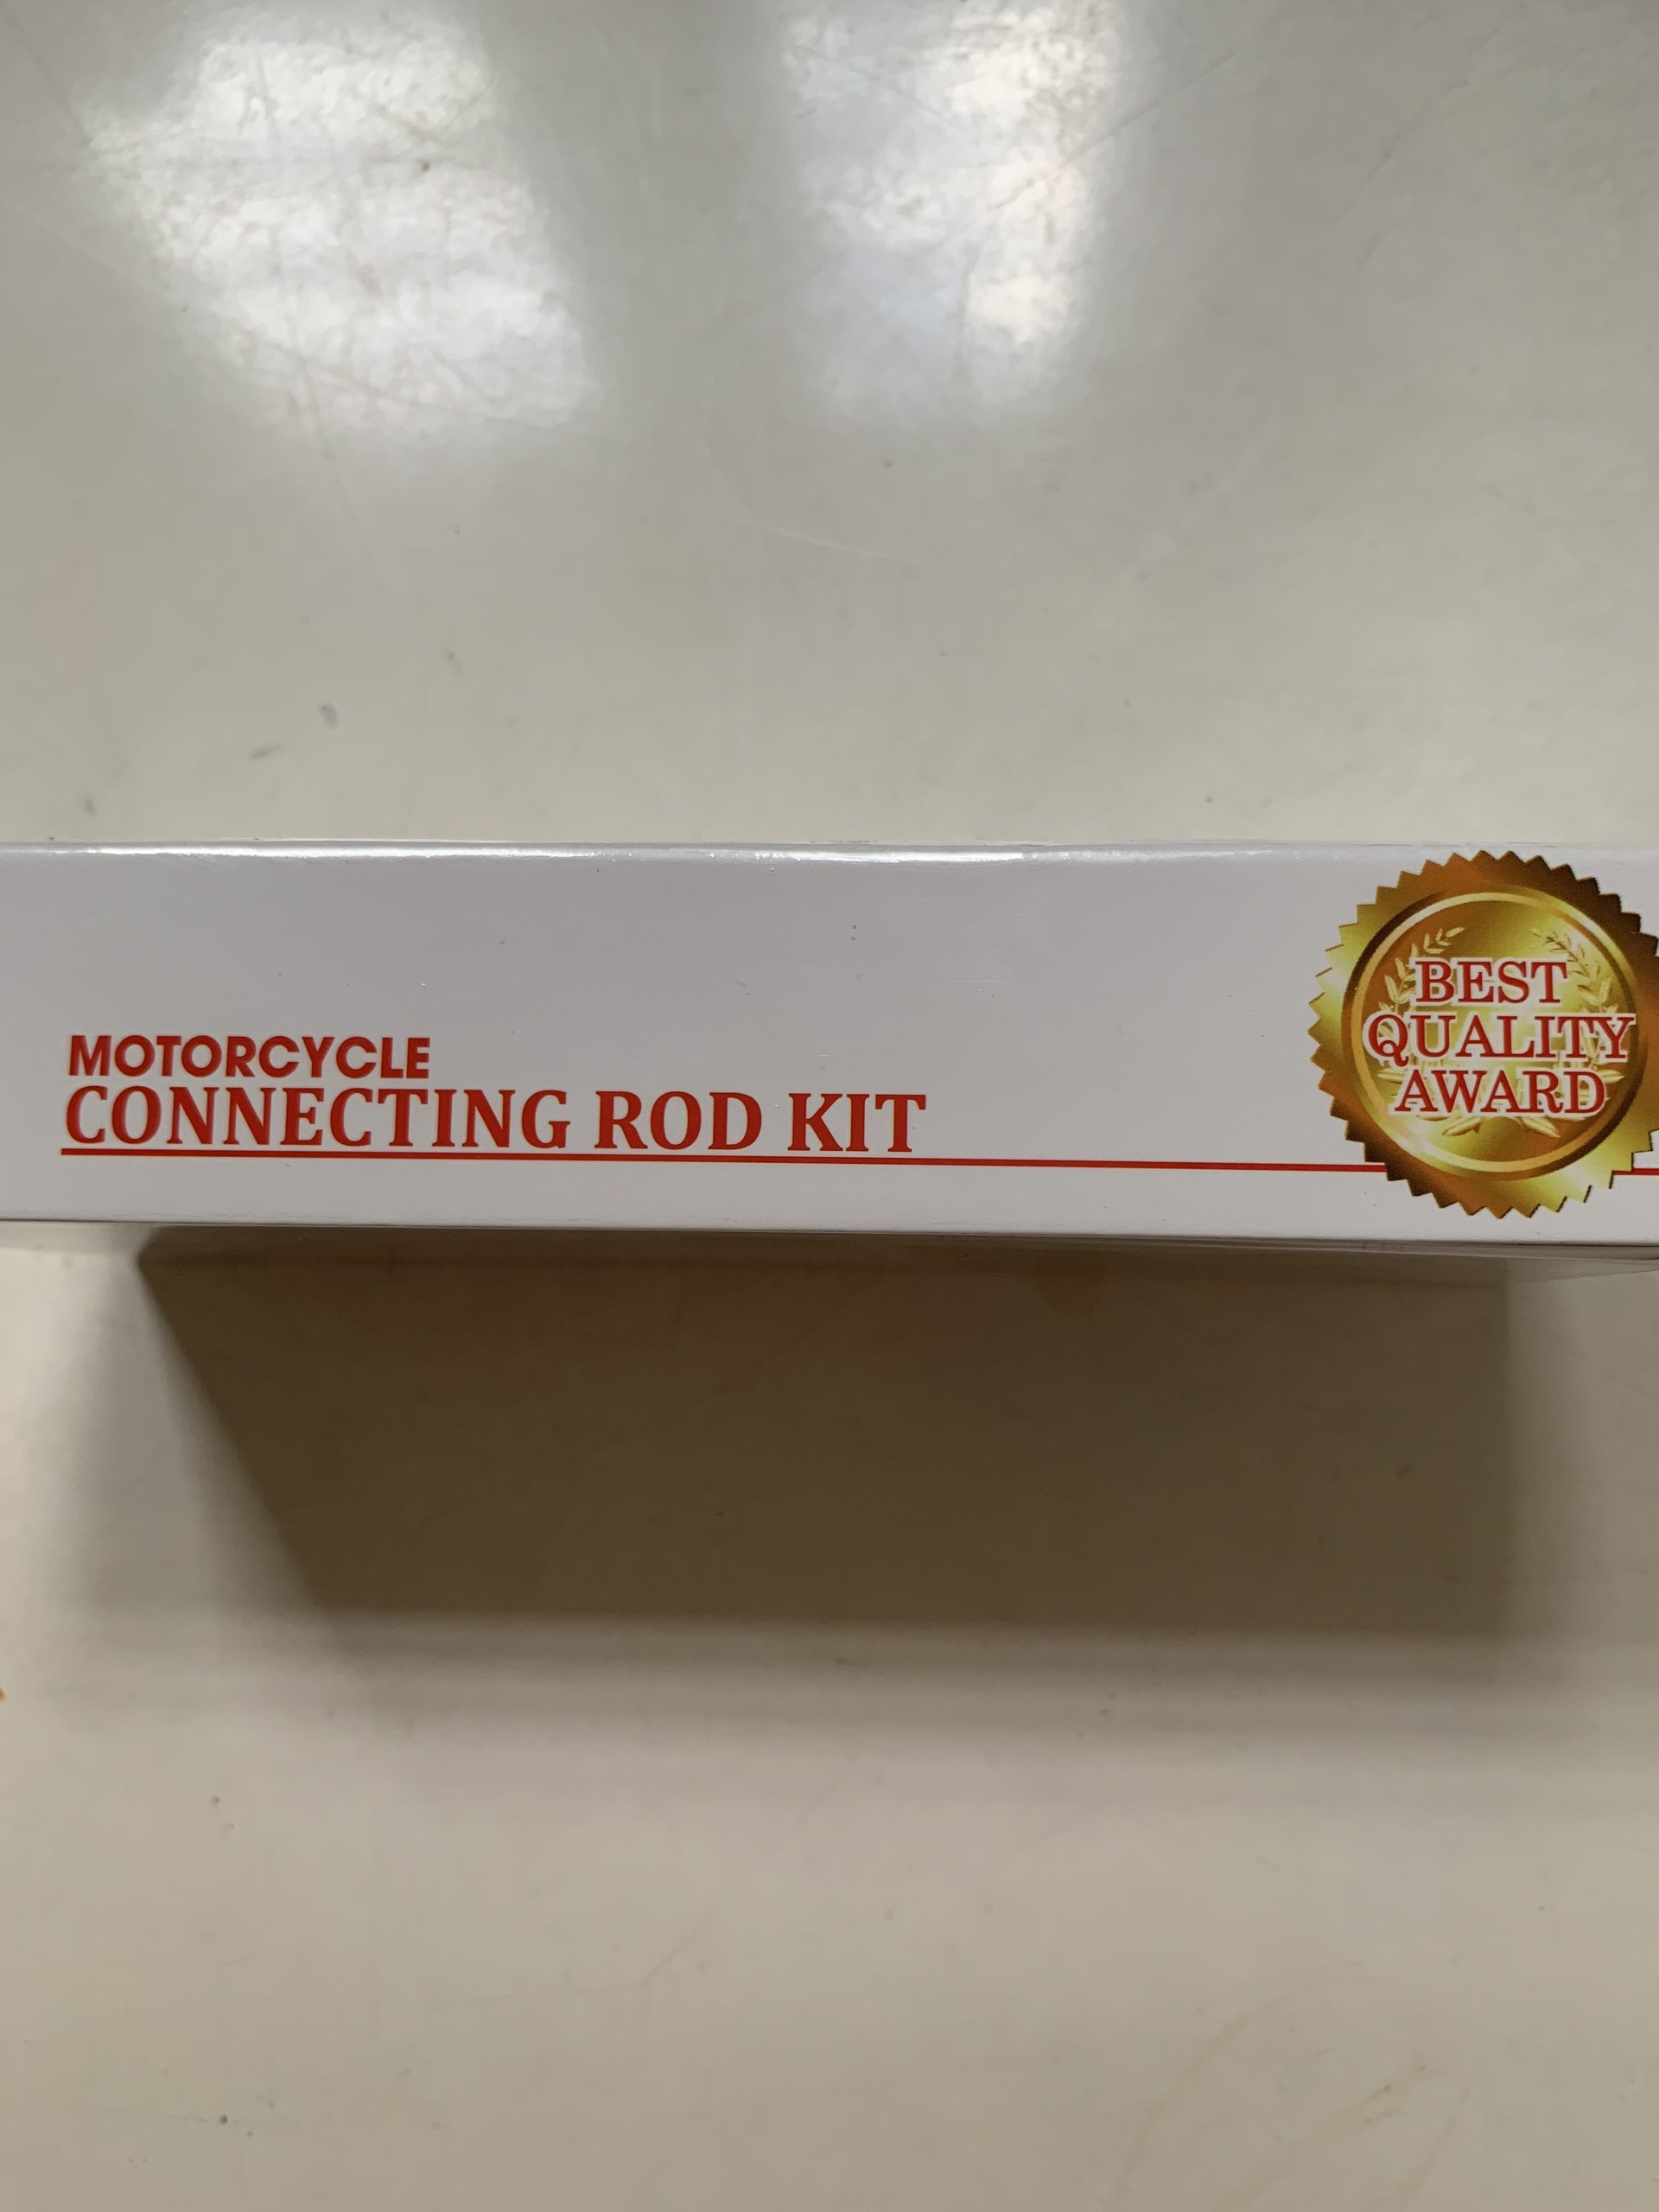 MOTORCYCLE
CONNECTING ROD KIT
BEST
QUALITY
AWARD